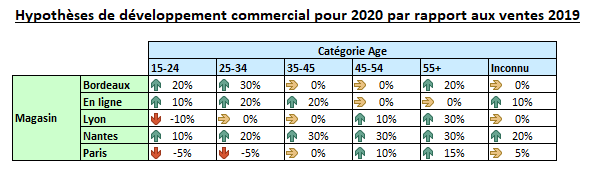 Hypothèses de développement commercial pour 2020 par rapport aux ventes 2019
Catégorie Age
15-24 25-34 35-45 45-54 55+ Inconnu
Magasin
Bordeaux 20% 30% 0% 0% 20% 0%
En ligne 10% 20% 20% 0% 0% 10%
Lyon -10% 0% 0% 10% 30% 0%
Nantes 10% 20% 30% 30% 30% 20%
Paris -5% -5% 0% 10% 15% 5%